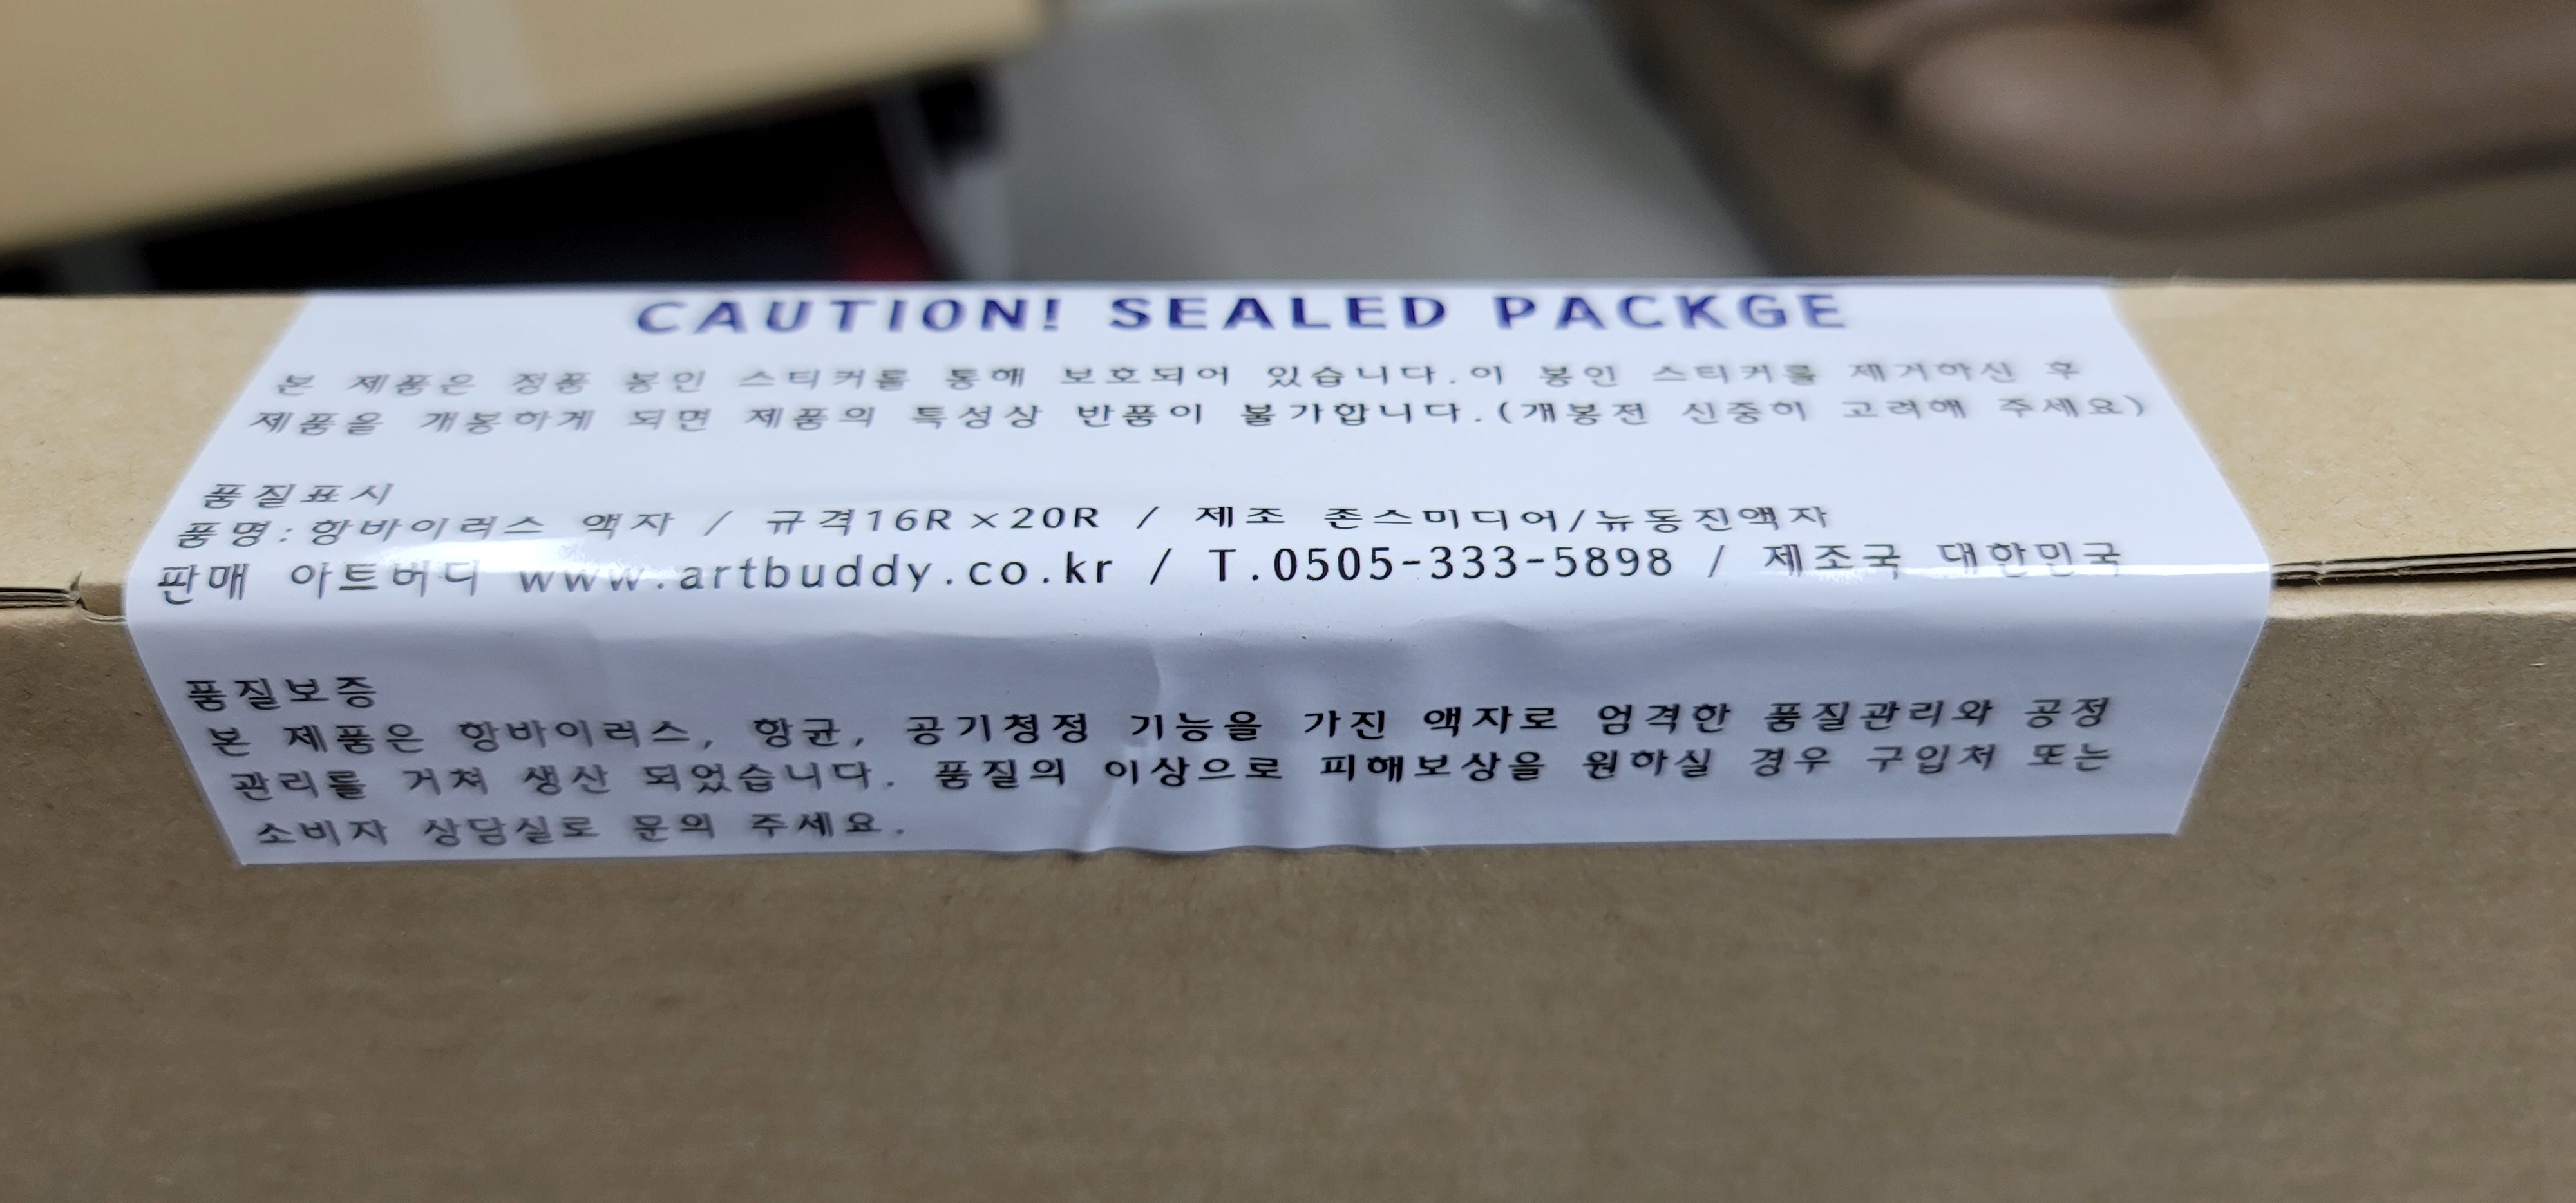 CAUTION! SEALED PACKGE
본 제품은 정품 봉인 스티커를 통해 보호되어 있습니다.이 봉인 스티커를 제거하신 후
제품을 개봉하게 되면 제품의 특성상 반품이 불가합니다.(개봉전 신중히 고려해 주세요)
품질표시
품명:항바이러스 액자 / 규격16R×20R / 제조 존스미디어/뉴동진액자
판매 아트버디 www.artbuddy.co.kr / T.0505-333-5898 / 제조국 대한민국
품질보증
본 제품은 항바이러스, 항균, 공기청정 기능을 가진 액자로 엄격한 품질관리와 공정
관리를 거쳐 생산 되었습니다. 품질의 이상으로 피해보상을 원하실 경우 구입처 또는
소비자 상담실로 문의 주세요.